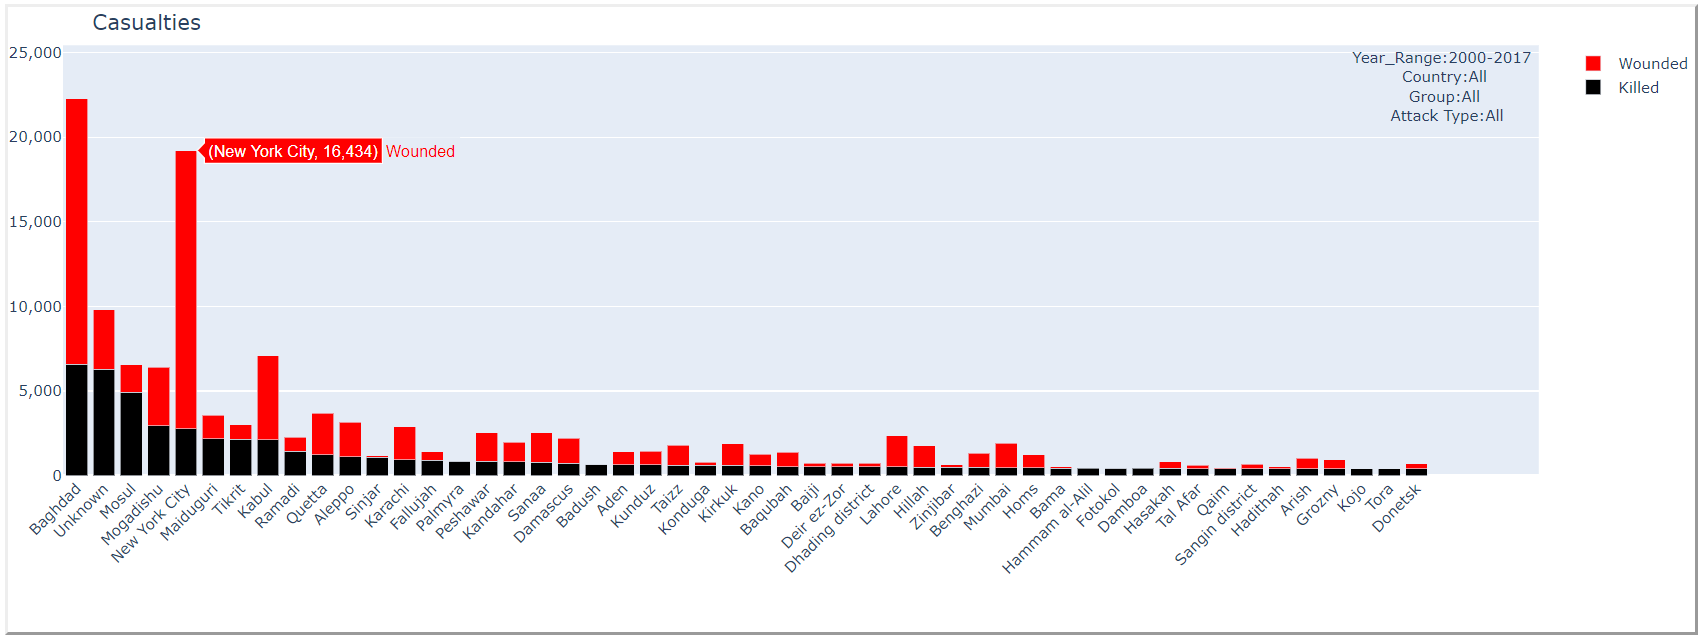 Casualties
25,000
20,000
15,000
10,000
5,000
0
Year_Range:2000-2017
Country:All
Group:All
Attack Type:All
Wounded
Killed
(New York City, 16,434) Wounded
Baghdad
Unknown
Mosul
Mogadishu
New York City
Maiduguri
Tikrit
Kabul
Ramadi
Quetta
Aleppo
Sinjar
Karachi
Fallujah
Palmyra
Peshawar
Kandahar
Sanaa
Damascus
Badush
Aden
Kunduz
Taizz
Konduga
Kirkuk
Kano
Baqubah
Baiji
Deir ez-Zor
Dhading district
Lahore
Hillah
Zinjibar
Benghazi
Mumbai
Homs
Bama
Hammam al-Alil
Fotokol
Damboa
Hasakah
Tal Afar
Qaim
Sangin district
Hadithah
Arish
Grozny
Kojo
Tora
Donetsk